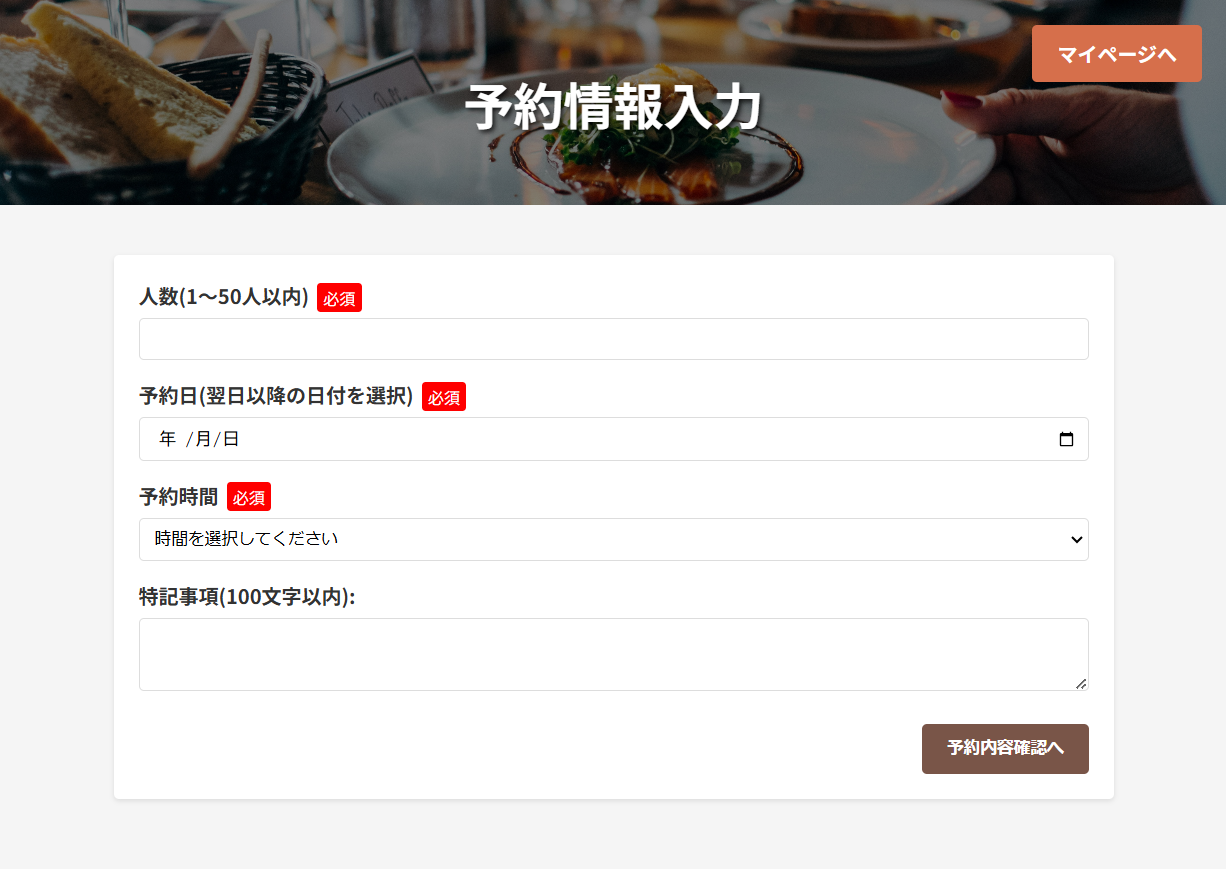 マイページへ
予約情報入力
人数(1～50人以内) 必須
予約日(翌日以降の日付を選択) 必須
年 /月/日
予約時間 必須
時間を選択してください
特記事項(100文字以内):
予約内容確認へ